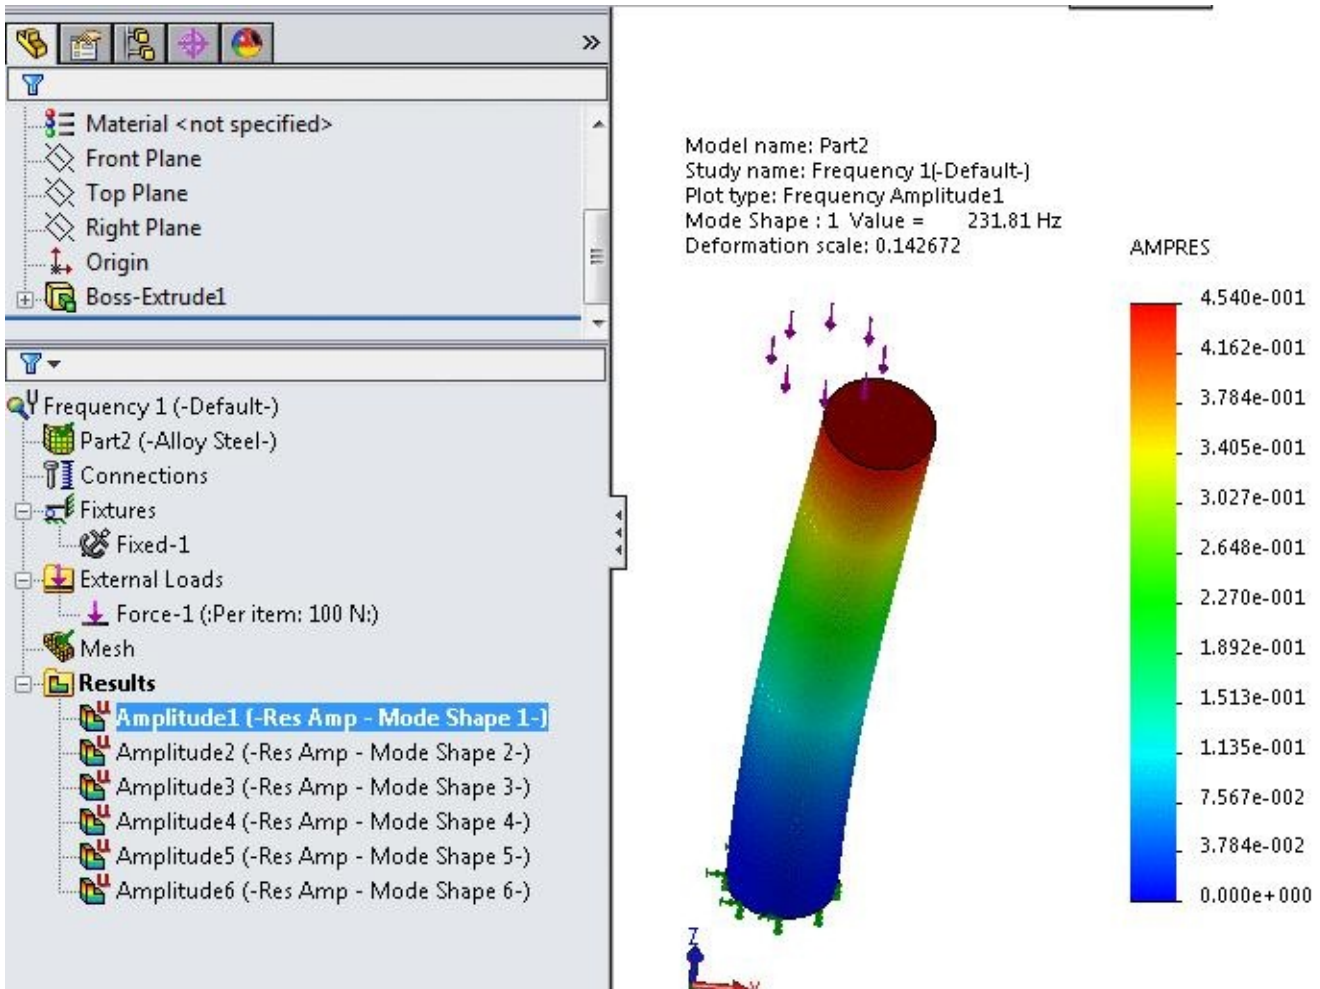 Material <not specified>
Front Plane
Top Plane
Right Plane
Origin
Boss-Extrude1
Frequency 1 (-Default-)
Part2 (-Alloy Steel-)
Connections
Fixtures
Fixed-1
External Loads
Force-1 (:Per item: 100 N:)
Mesh
Results
Amplitude1 (-Res Amp - Mode Shape 1-)
Amplitude2 (-Res Amp - Mode Shape 2-)
Amplitude3 (-Res Amp - Mode Shape 3-)
Amplitude4 (-Res Amp - Mode Shape 4-)
Amplitude5 (-Res Amp - Mode Shape 5-)
Amplitude6 (-Res Amp - Mode Shape 6-)
Model name: Part2
Study name: Frequency 1(-Default-)
Plot type: Frequency Amplitude1
Mode Shape : 1 Value = 231.81 Hz
Deformation scale: 0.142672
AMPRES
4.540e-001
4.162e-001
3.784e-001
3.405e-001
3.027e-001
2.648e-001
2.270e-001
1.892e-001
1.513e-001
1.135e-001
7.567e-002
3.784e-002
0.000e+000
Z